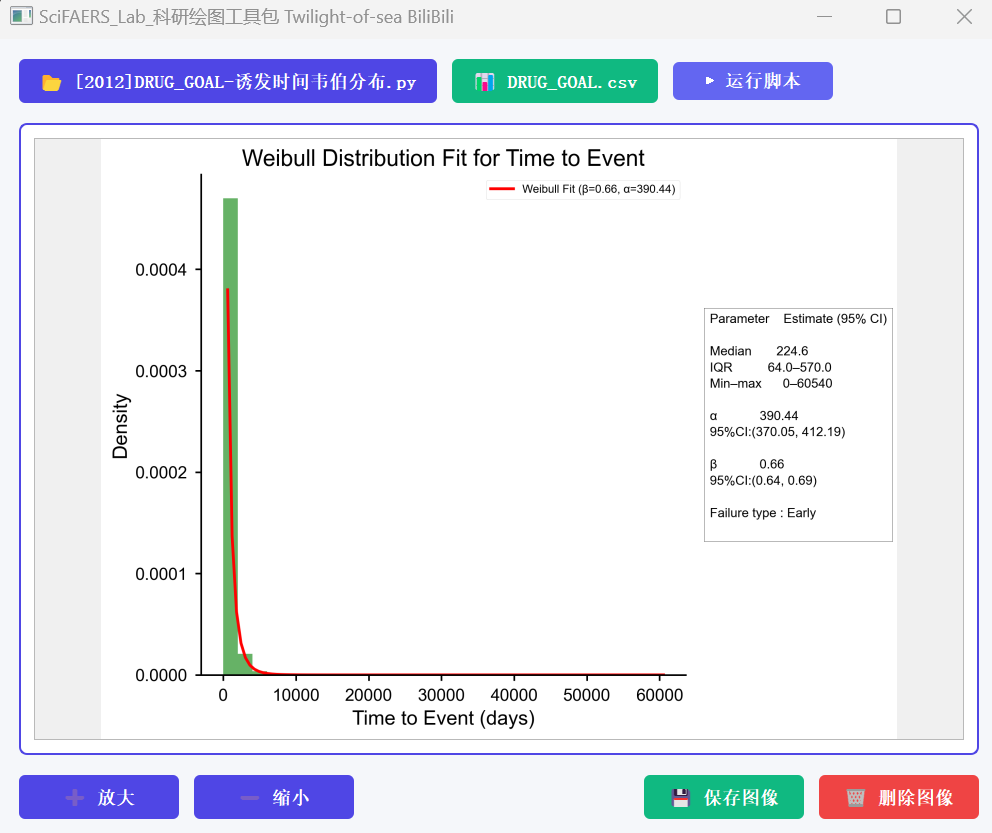 SciFAERS_Lab_科研绘图工具包 Twilight-of-sea BiliBili
[2012]DRUG_GOAL-诱发时间韦伯分布.py
DRUG_GOAL.csv
运行脚本
Weibull Distribution Fit for Time to Event
Weibull Fit (β=0.66, α=390.44)
Density
0.0004
0.0003
0.0002
0.0001
0.0000
0 10000 20000 30000 40000 50000 60000
Time to Event (days)
Parameter Estimate (95% CI)
Median 224.6
IQR 64.0–570.0
Min–max 0–60540
α 390.44
95%CI:(370.05, 412.19)
β 0.66
95%CI:(0.64, 0.69)
Failure type : Early
放大
缩小
保存图像
删除图像